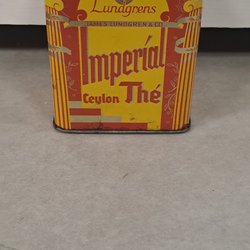 Lundgrens
JAMES LUNDGREN & CO
Imperial
Ceylon Thé